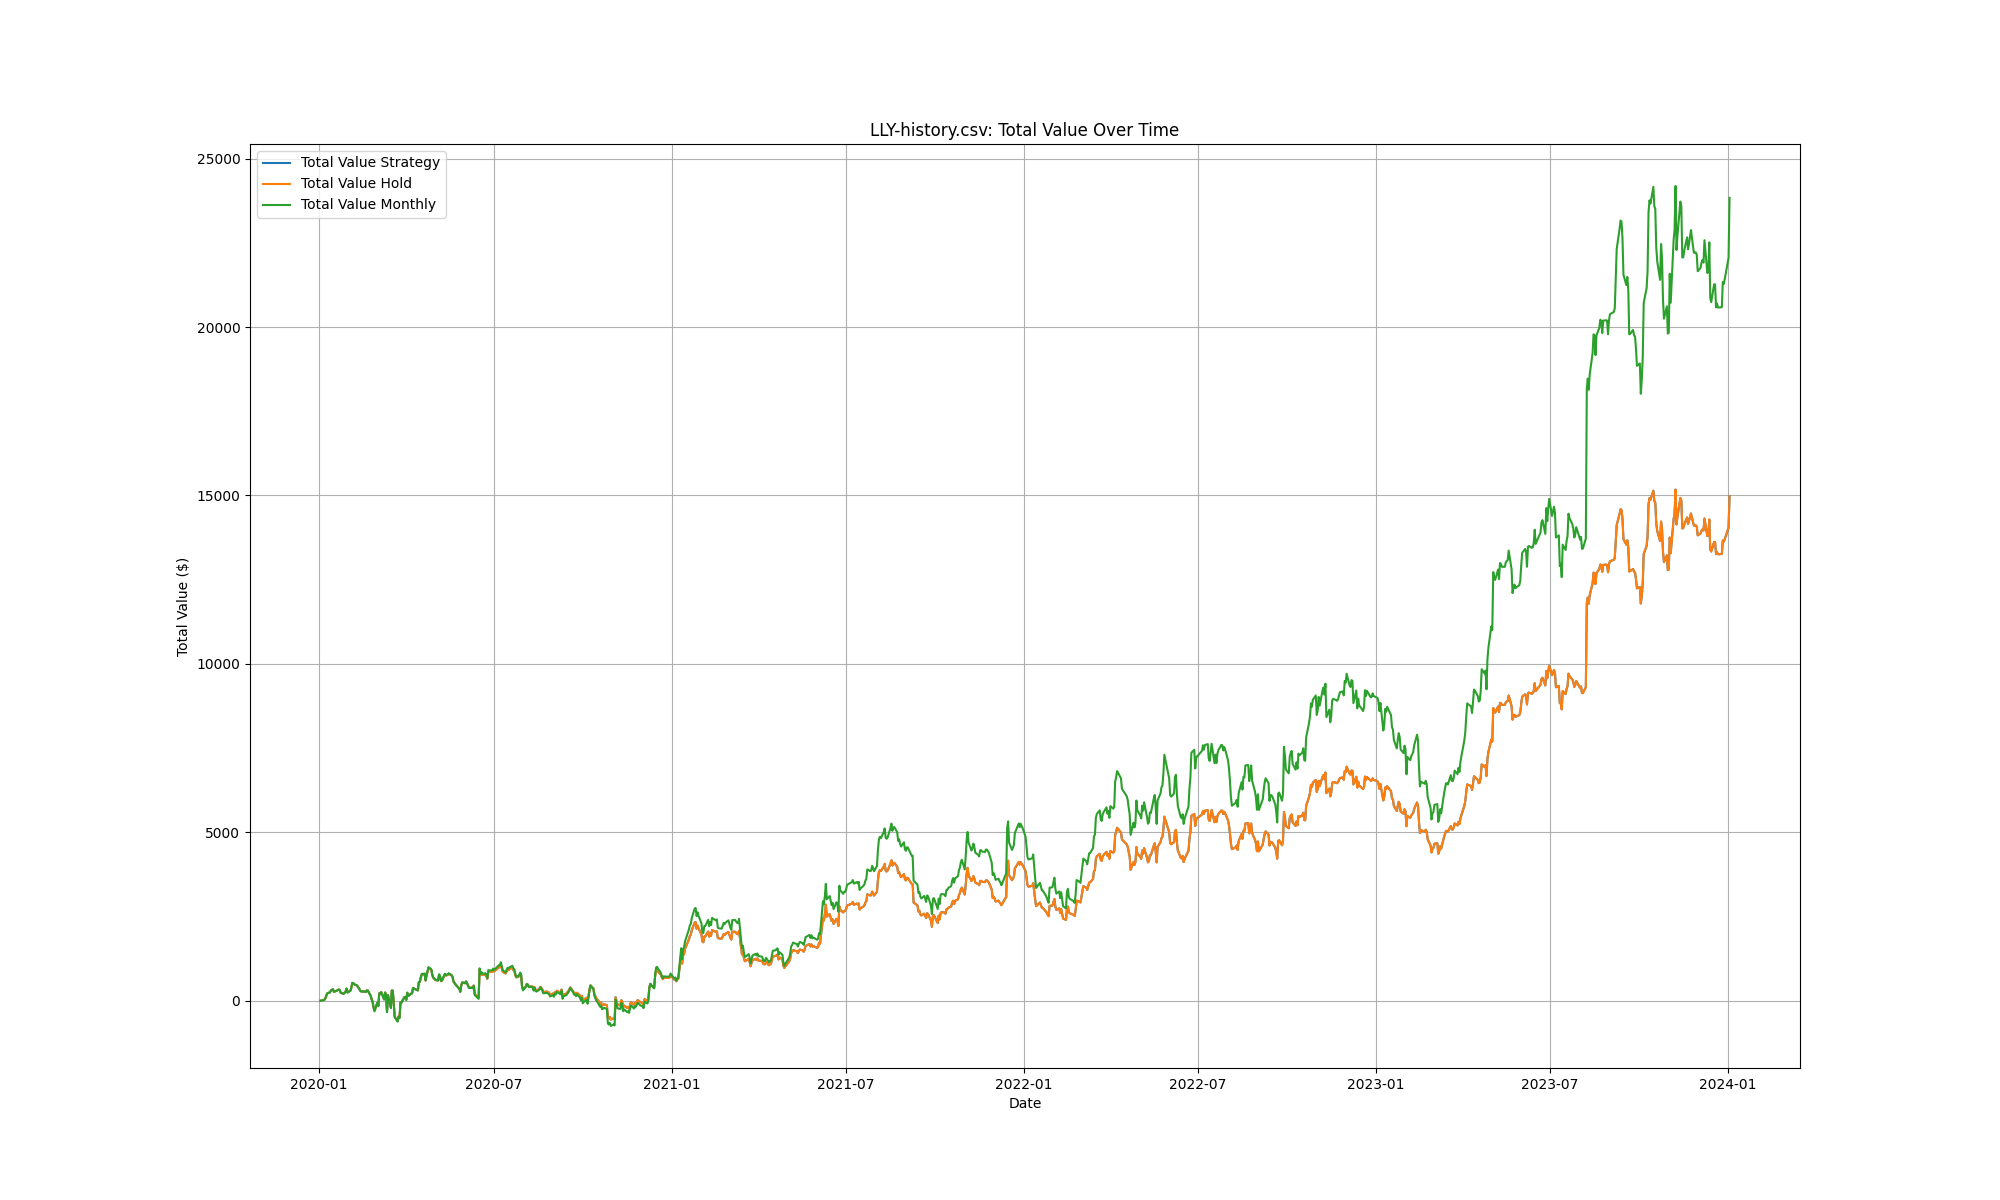 LLY-history.csv: Total Value Over Time
Total Value Strategy
Total Value Hold
Total Value Monthly
Total Value ($)
25000
20000
15000
10000
5000
0
2020-01
2020-07
2021-01
2021-07
2022-01
2022-07
2023-01
2023-07
2024-01
Date